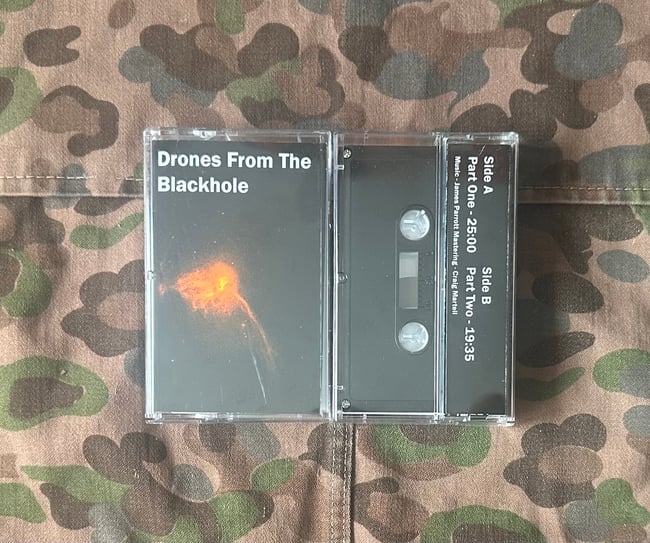 Drones From The
Blackhole
Side A
Side B
Part One - 25:00
Part Two - 19:35
Music - James Parrott Mastering - Craig Martell